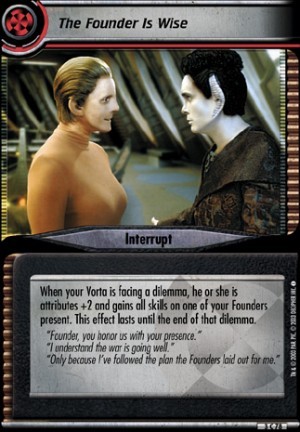 The Founder Is Wise
Interrupt
When your Vorta is facing a dilemma, he or she is
attributes +2 and gains all skills on one of your Founders
present. This effect lasts until the end of that dilemma.
"Founder, you honor us with your presence."
"I understand the war is going well."
"Only because I've followed the plan the Founders laid out for me."
3 C 78